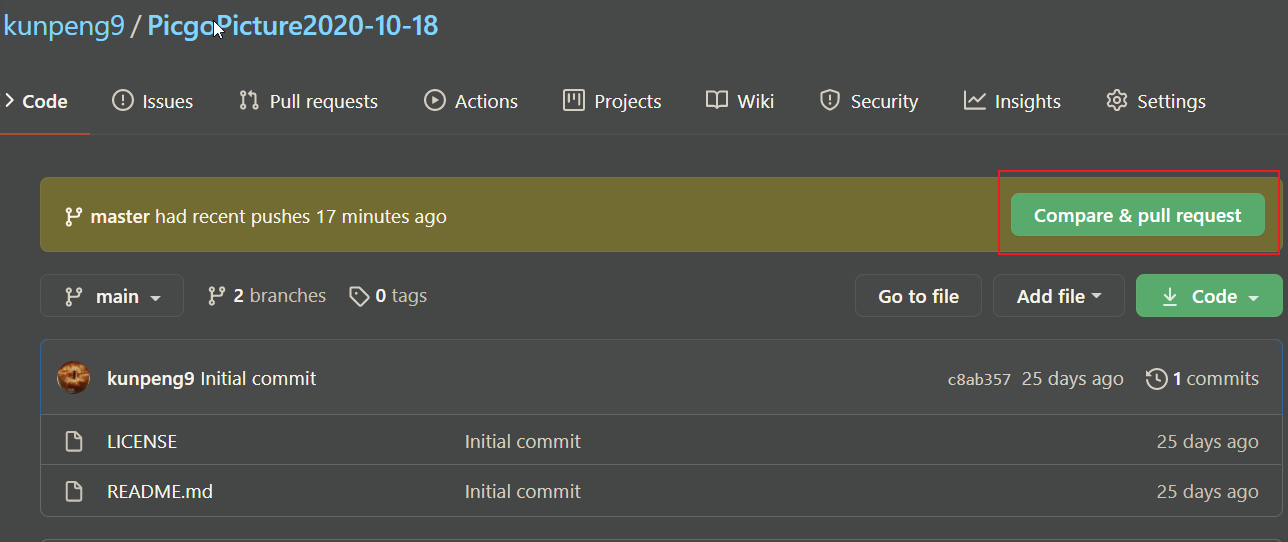 kunpeng9 / PicgoPicture2020-10-18
Code Issues Pull requests Actions Projects Wiki Security Insights Settings
master had recent pushes 17 minutes ago Compare & pull request
main 2 branches 0 tags Go to file Add file Code
kunpeng9 Initial commit c8ab357 25 days ago 1 commits
LICENSE Initial commit 25 days ago
README.md Initial commit 25 days ago